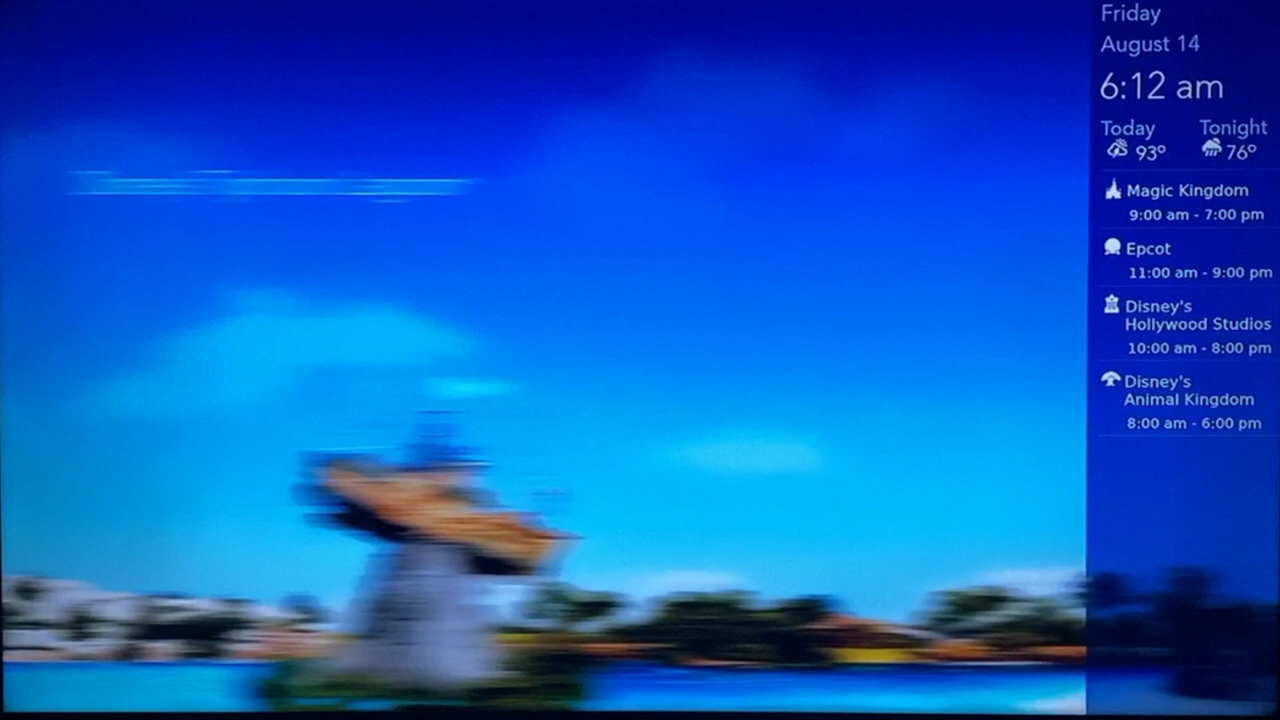 Friday
August 14
6:12 am
Today Tonight
93° 76°
Magic Kingdom
9:00 am - 7:00 pm
Epcot
11:00 am - 9:00 pm
Disney's
Hollywood Studios
10:00 am - 8:00 pm
Disney's
Animal Kingdom
8:00 am - 6:00 pm